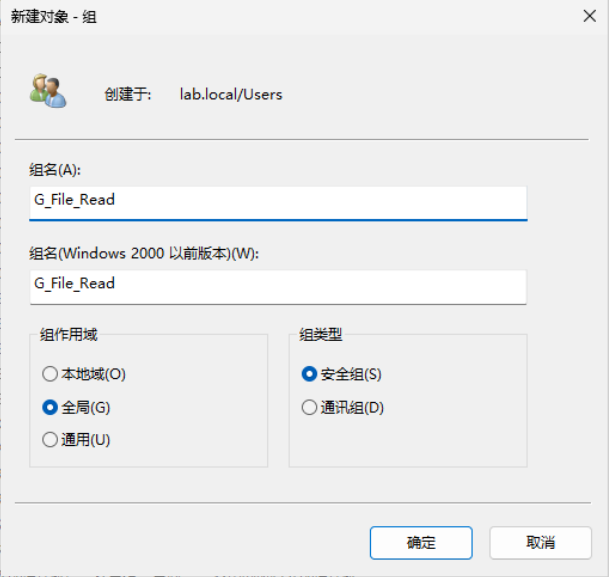 新建对象 - 组
创建于: lab.local/Users
组名(A):
G_File_Read
组名(Windows 2000 以前版本)(W):
G_File_Read
组作用域
本地域(O)
全局(G)
通用(U)
组类型
安全组(S)
通讯组(D)
确定
取消